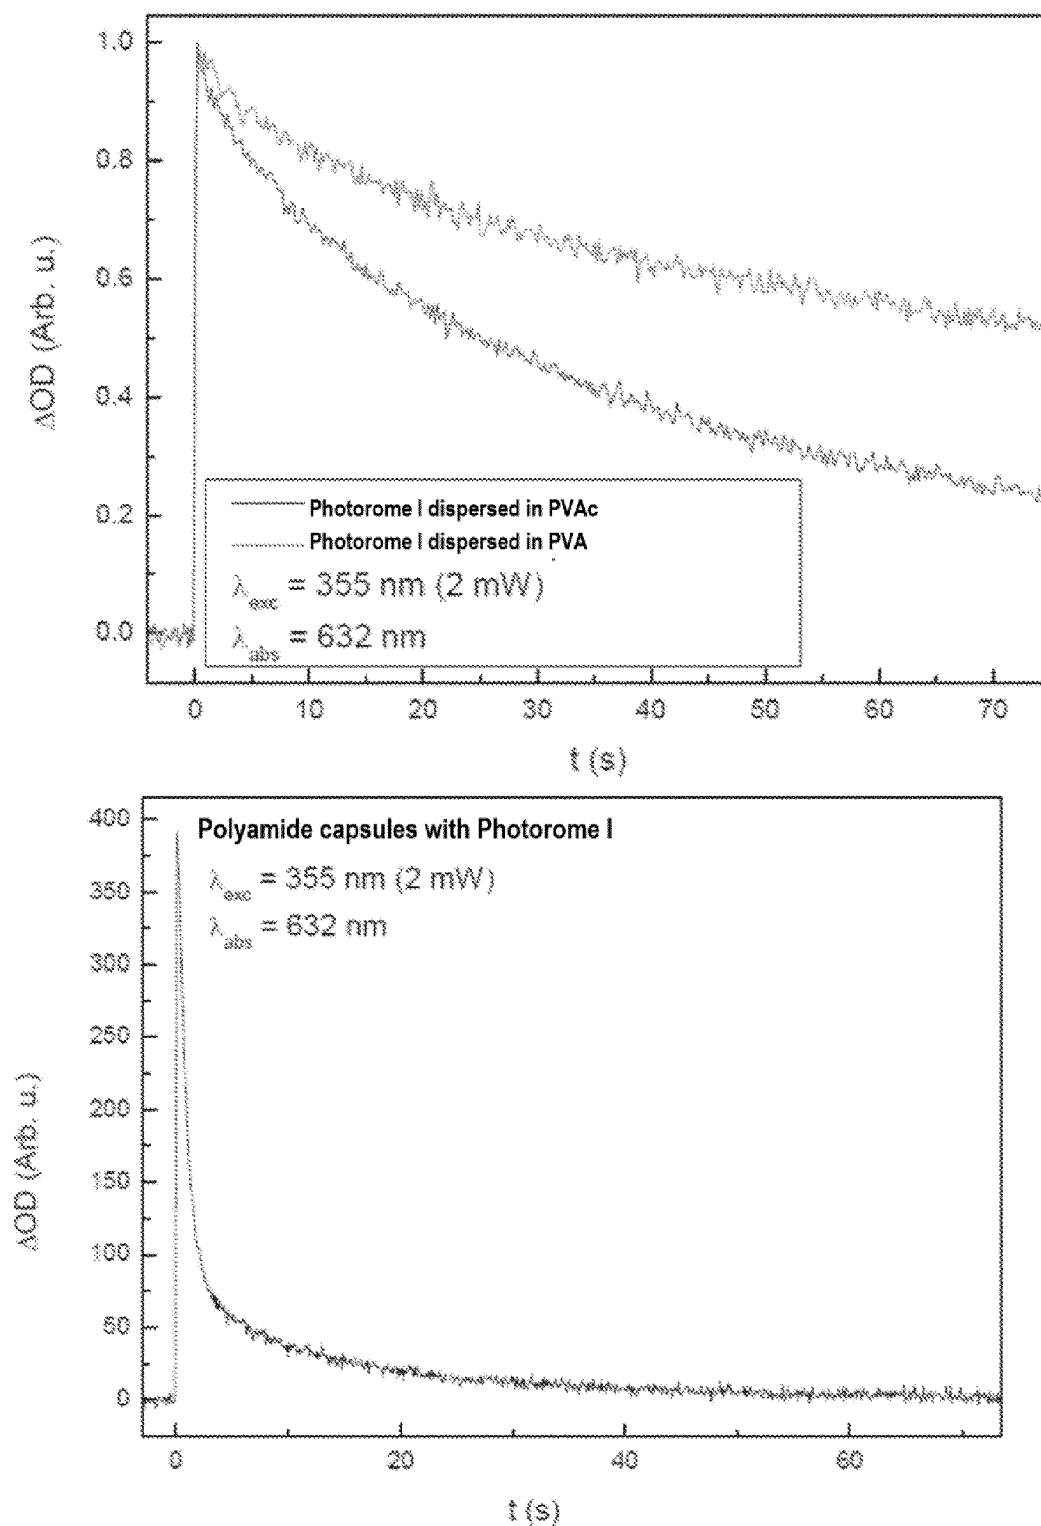 1.0
0.8
0.6
0.4
0.2
0.0
ΔOD (Arb. u.)
Photorome I dispersed in PVAc
Photorome I dispersed in PVA
λexc = 355 nm (2 mW)
λabs = 632 nm
0 10 20 30 40 50 60 70
t (s)
400
350
300
250
200
150
100
50
0
ΔOD (Arb. u.)
Polyamide capsules with Photorome I
λexc = 355 nm (2 mW)
λabs = 632 nm
0 20 40 60
t (s)